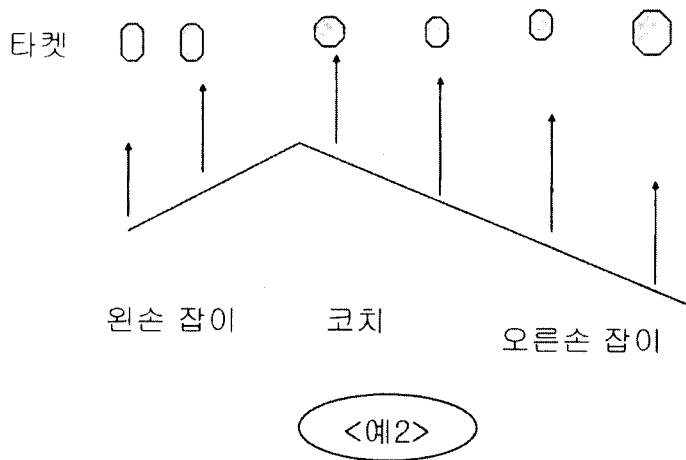 타켓
왼손 잡이
코치
오른손 잡이
<예2>